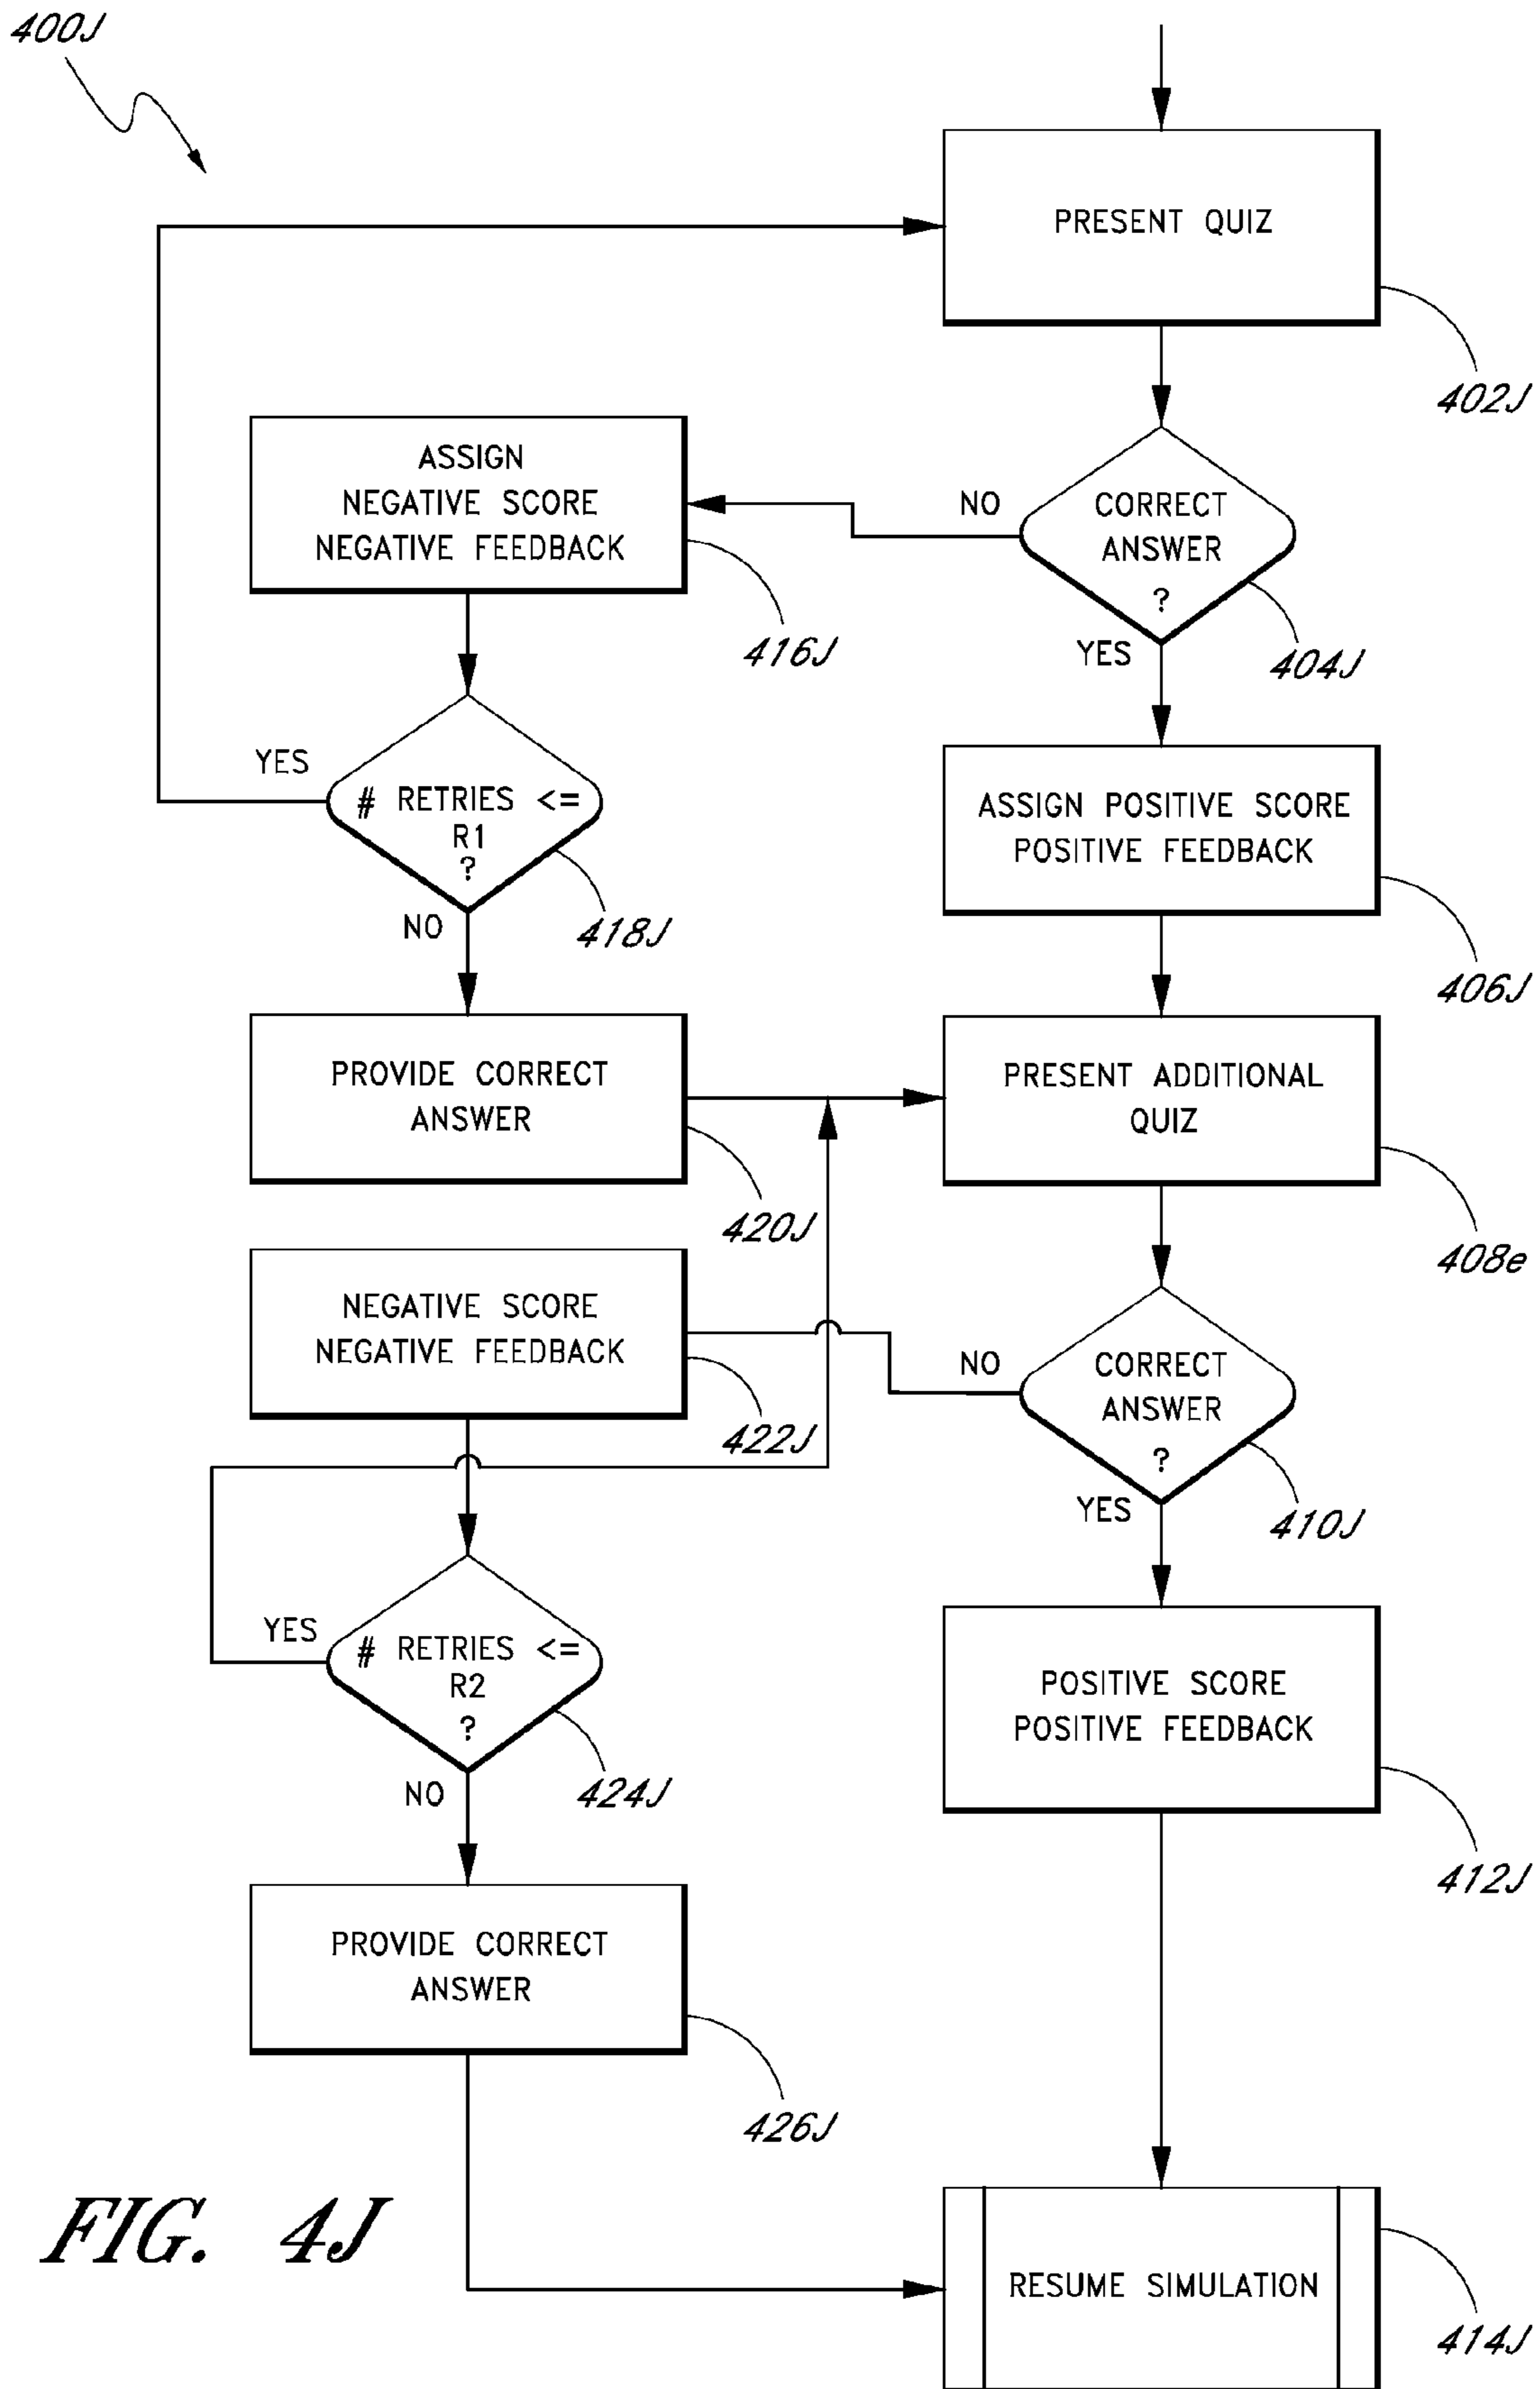 400J
PRESENT QUIZ
402J
ASSIGN
NEGATIVE SCORE
NEGATIVE FEEDBACK
416J
NO
CORRECT
ANSWER
?
YES
404J
YES
# RETRIES <=
R1
?
NO
418J
ASSIGN POSITIVE SCORE
POSITIVE FEEDBACK
406J
PROVIDE CORRECT
ANSWER
420J
PRESENT ADDITIONAL
QUIZ
408e
NEGATIVE SCORE
NEGATIVE FEEDBACK
422J
NO
CORRECT
ANSWER
?
YES
410J
YES
# RETRIES <=
R2
?
NO
424J
POSITIVE SCORE
POSITIVE FEEDBACK
412J
PROVIDE CORRECT
ANSWER
426J
RESUME SIMULATION
414J
FIG. 4J